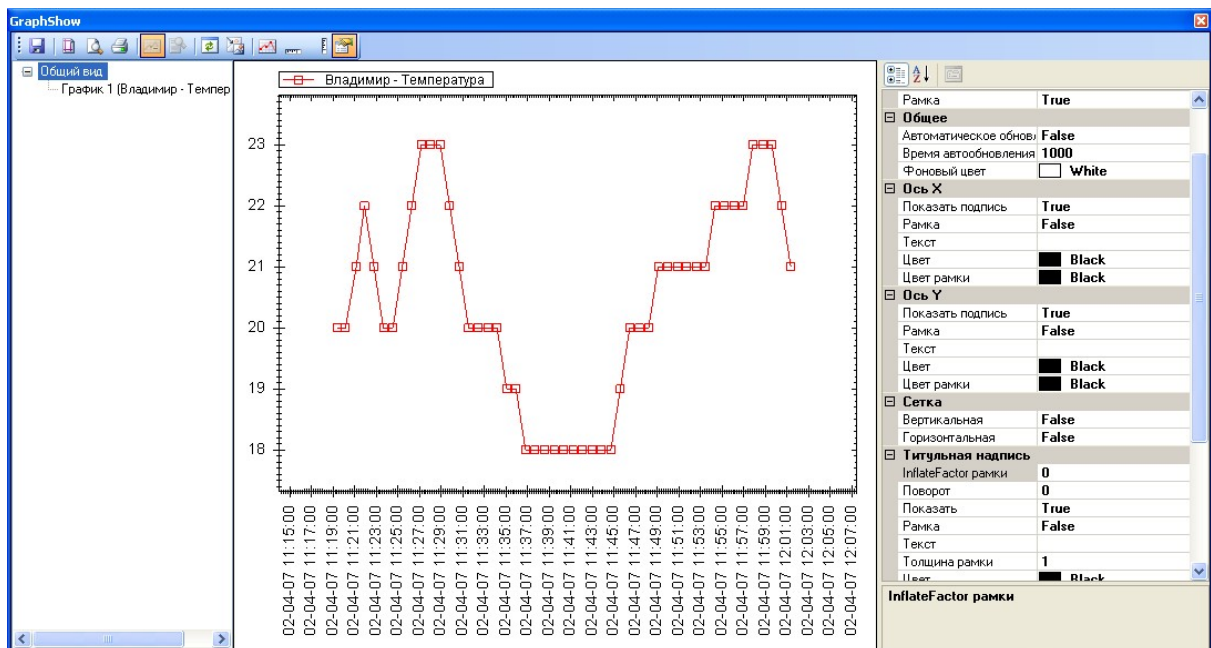 GraphShow
Общий вид
График 1 (Владимир - Темпер
Владимир - Температура
23
22
21
20
19
18
02-04-07 11:15:00
02-04-07 11:17:00
02-04-07 11:19:00
02-04-07 11:21:00
02-04-07 11:23:00
02-04-07 11:25:00
02-04-07 11:27:00
02-04-07 11:29:00
02-04-07 11:31:00
02-04-07 11:33:00
02-04-07 11:35:00
02-04-07 11:37:00
02-04-07 11:39:00
02-04-07 11:41:00
02-04-07 11:43:00
02-04-07 11:45:00
02-04-07 11:47:00
02-04-07 11:49:00
02-04-07 11:51:00
02-04-07 11:53:00
02-04-07 11:55:00
02-04-07 11:57:00
02-04-07 11:59:00
02-04-07 12:01:00
02-04-07 12:03:00
02-04-07 12:05:00
02-04-07 12:07:00
Рамка True
Общее
Автоматическое обновл False
Время автообновления 1000
Фоновый цвет White
Ось X
Показать подпись True
Рамка False
Текст
Цвет Black
Цвет рамки Black
Ось Y
Показать подпись True
Рамка False
Текст
Цвет Black
Цвет рамки Black
Сетка
Вертикальная False
Горизонтальная False
Титульная надпись
InflateFactor рамки 0
Поворот 0
Показать True
Рамка False
Текст
Толщина рамки 1
Цвет Black
InflateFactor рамки